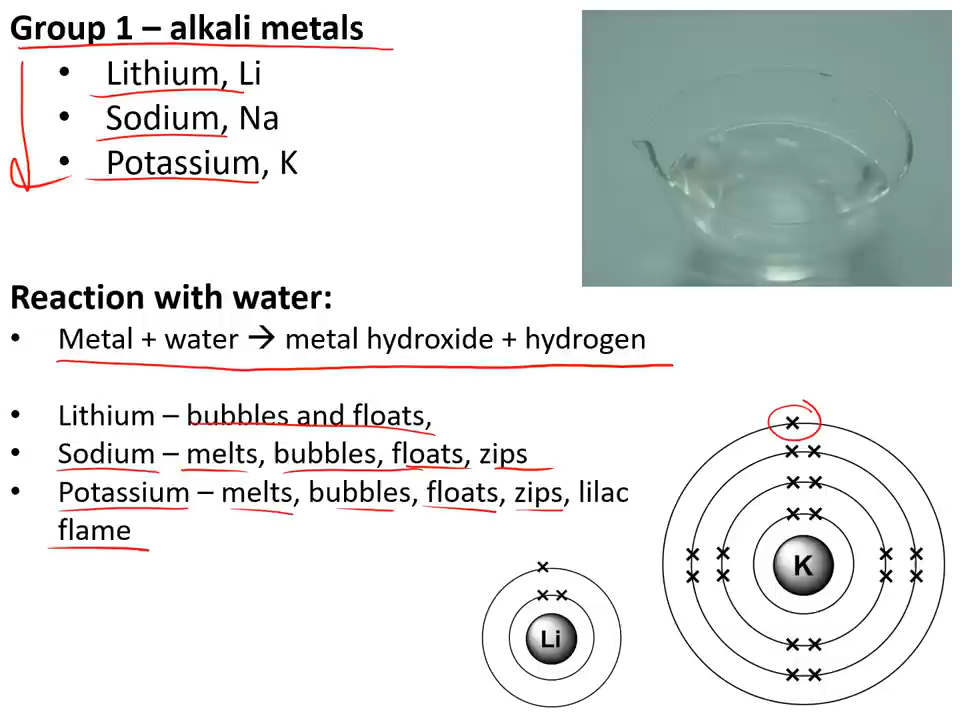 Group 1 – alkali metals
• Lithium, Li
• Sodium, Na
• Potassium, K
Reaction with water:
• Metal + water → metal hydroxide + hydrogen
• Lithium – bubbles and floats,
• Sodium – melts, bubbles, floats, zips
• Potassium – melts, bubbles, floats, zips, lilac
flame
K
Li